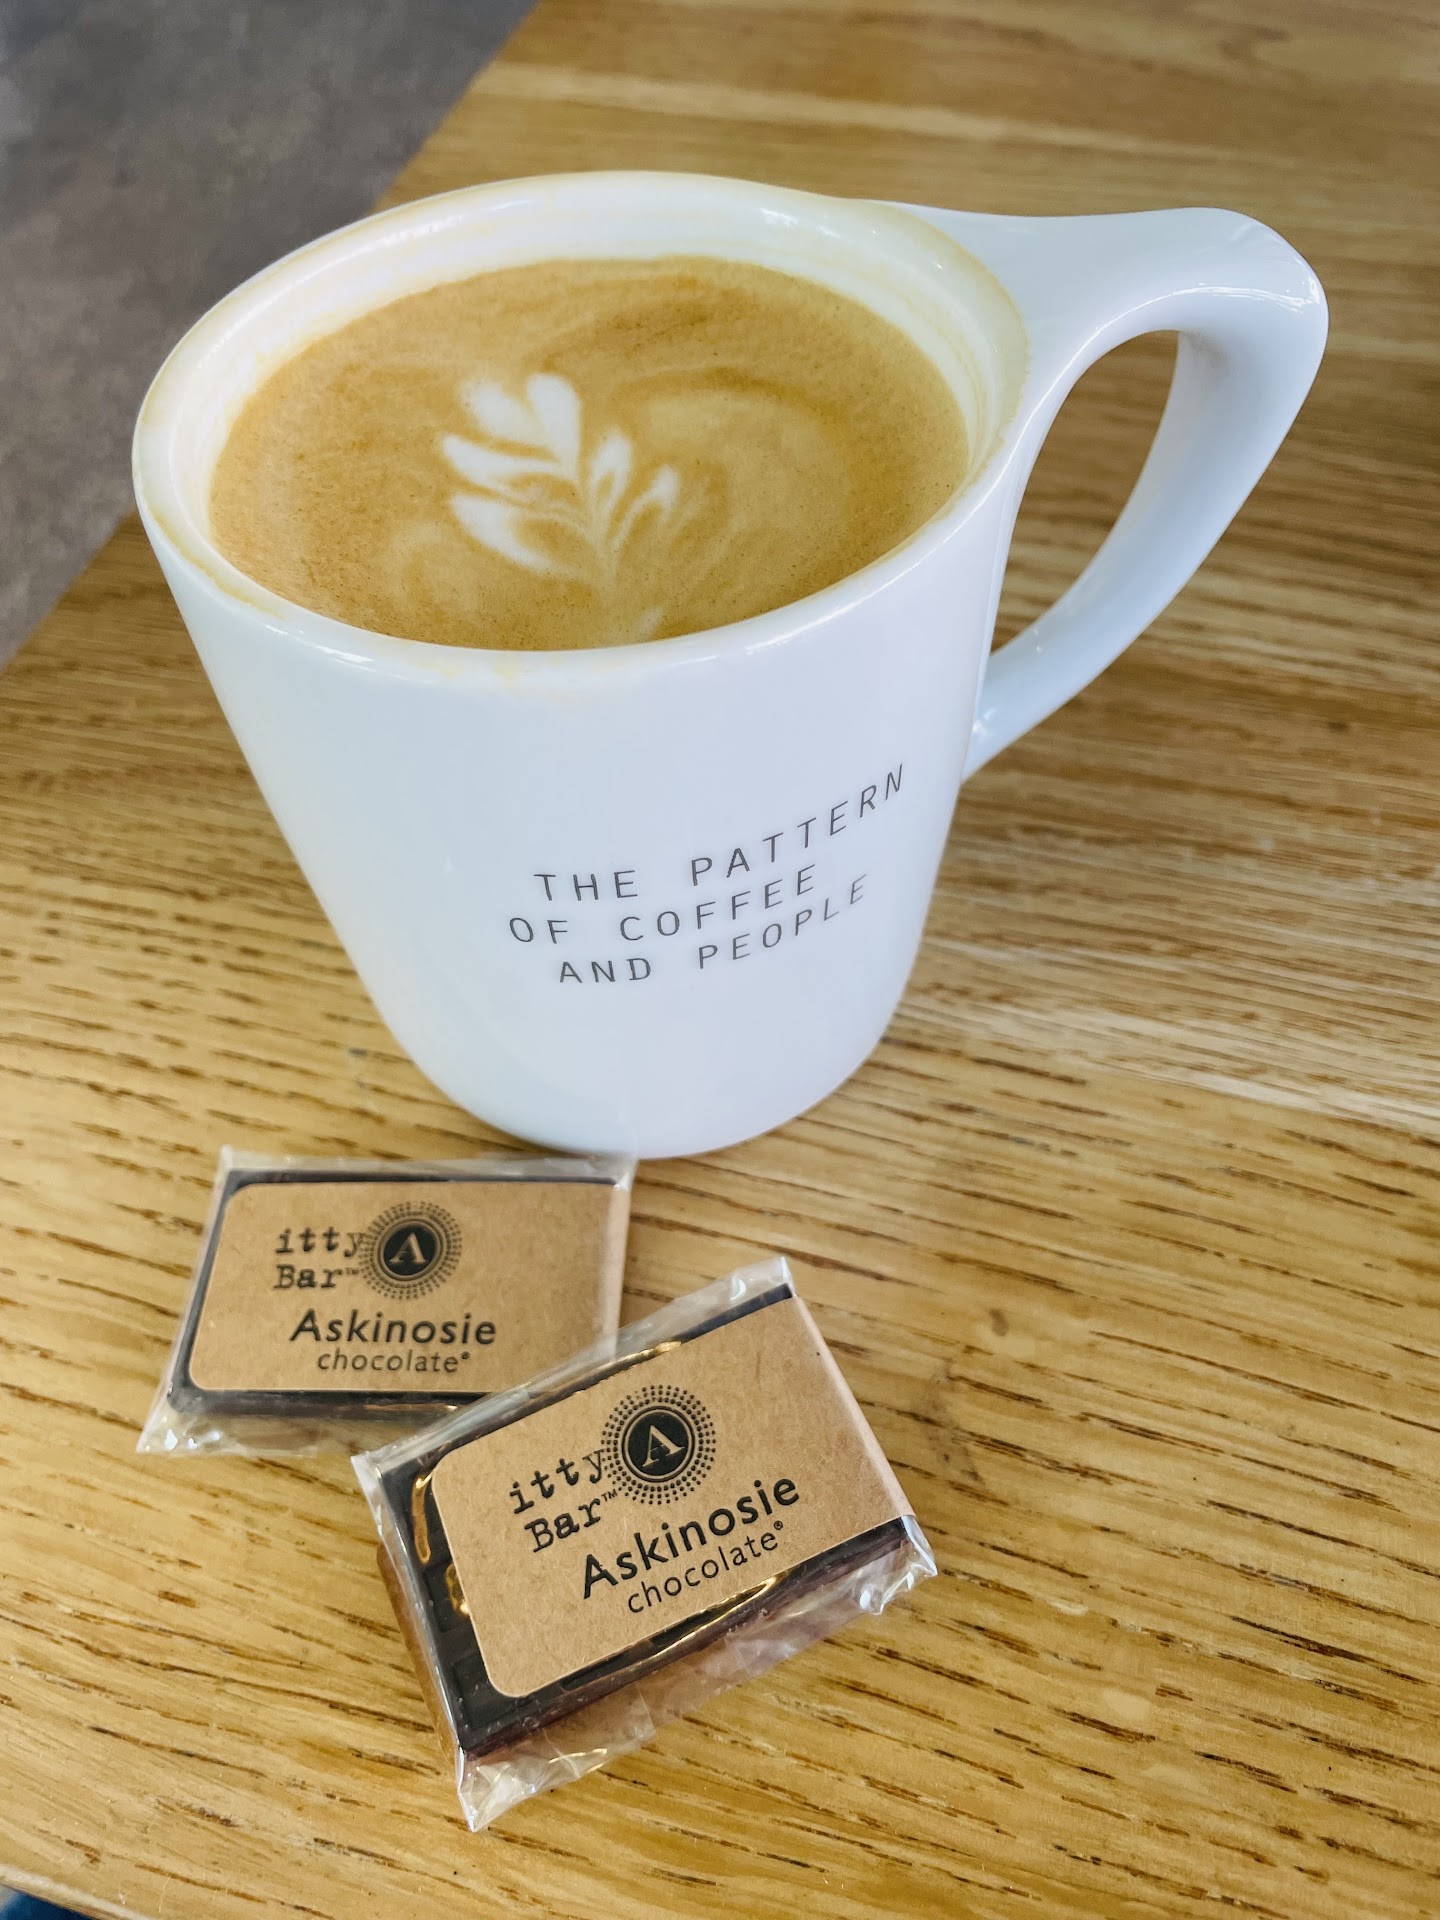 THE PATTERN
OF COFFEE
AND PEOPLE
itty
Bar™
A
Askinosie
chocolate®
itty
Bar™
A
Askinosie
chocolate®